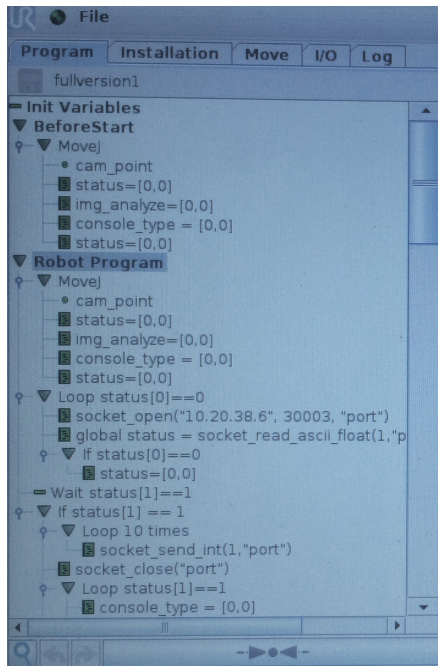 UR File
Program Installation Move I/O Log
fullversion1
Init Variables
BeforeStart
MoveJ
cam_point
status=[0,0]
img_analyze=[0,0]
console_type = [0,0]
status=[0,0]
Robot Program
MoveJ
cam_point
status=[0,0]
img_analyze=[0,0]
console_type = [0,0]
status=[0,0]
Loop status[0]==0
socket_open("10.20.38.6", 30003, "port")
global status = socket_read_ascii_float(1,"p
If status[0]==0
status=[0,0]
Wait status[1]==1
If status[1] == 1
Loop 10 times
socket_send_int(1,"port")
socket_close("port")
Loop status[1]==1
console_type = [0,0]